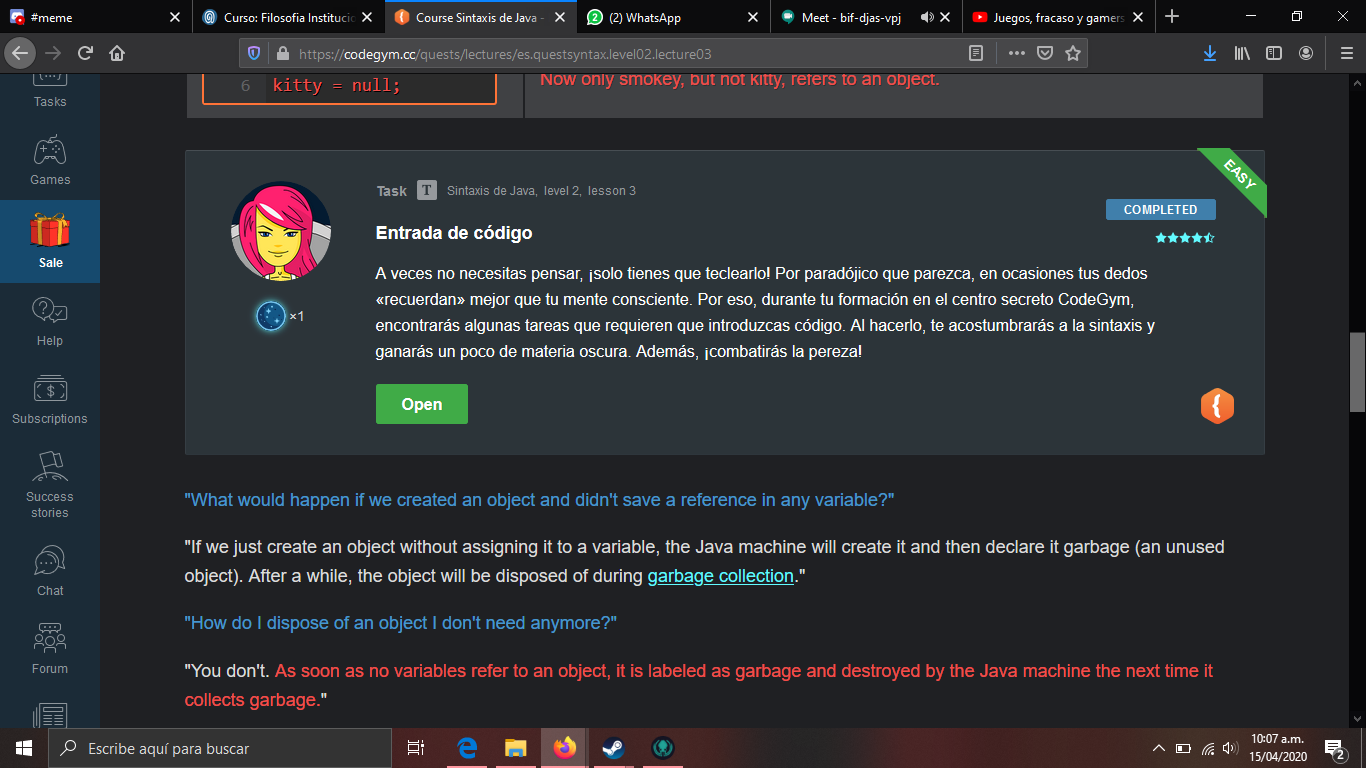 #meme
Curso: Filosofia Institucio
Course Sintaxis de Java -
(2) WhatsApp
Meet - bif-djas-vpj
Juegos, fracaso y gamers
https://codegym.cc/quests/lectures/es.questsyntax.level02.lecture03
Tasks
Games
Sale
Help
Subscriptions
Success
stories
Chat
Forum
6 kitty = null;
Now only smokey, but not kitty, refers to an object.
EASY
Task T Sintaxis de Java, level 2, lesson 3
COMPLETED
Entrada de código
A veces no necesitas pensar, ¡solo tienes que teclearlo! Por paradójico que parezca, en ocasiones tus dedos
«recuerdan» mejor que tu mente consciente. Por eso, durante tu formación en el centro secreto CodeGym,
encontrarás algunas tareas que requieren que introduzcas código. Al hacerlo, te acostumbrarás a la sintaxis y
ganarás un poco de materia oscura. Además, ¡combatirás la pereza!
×1
Open
"What would happen if we created an object and didn't save a reference in any variable?"
"If we just create an object without assigning it to a variable, the Java machine will create it and then declare it garbage (an unused
object). After a while, the object will be disposed of during garbage collection."
"How do I dispose of an object I don't need anymore?"
"You don't. As soon as no variables refer to an object, it is labeled as garbage and destroyed by the Java machine the next time it
collects garbage."
Escribe aquí para buscar
10:07 a.m.
15/04/2020
2